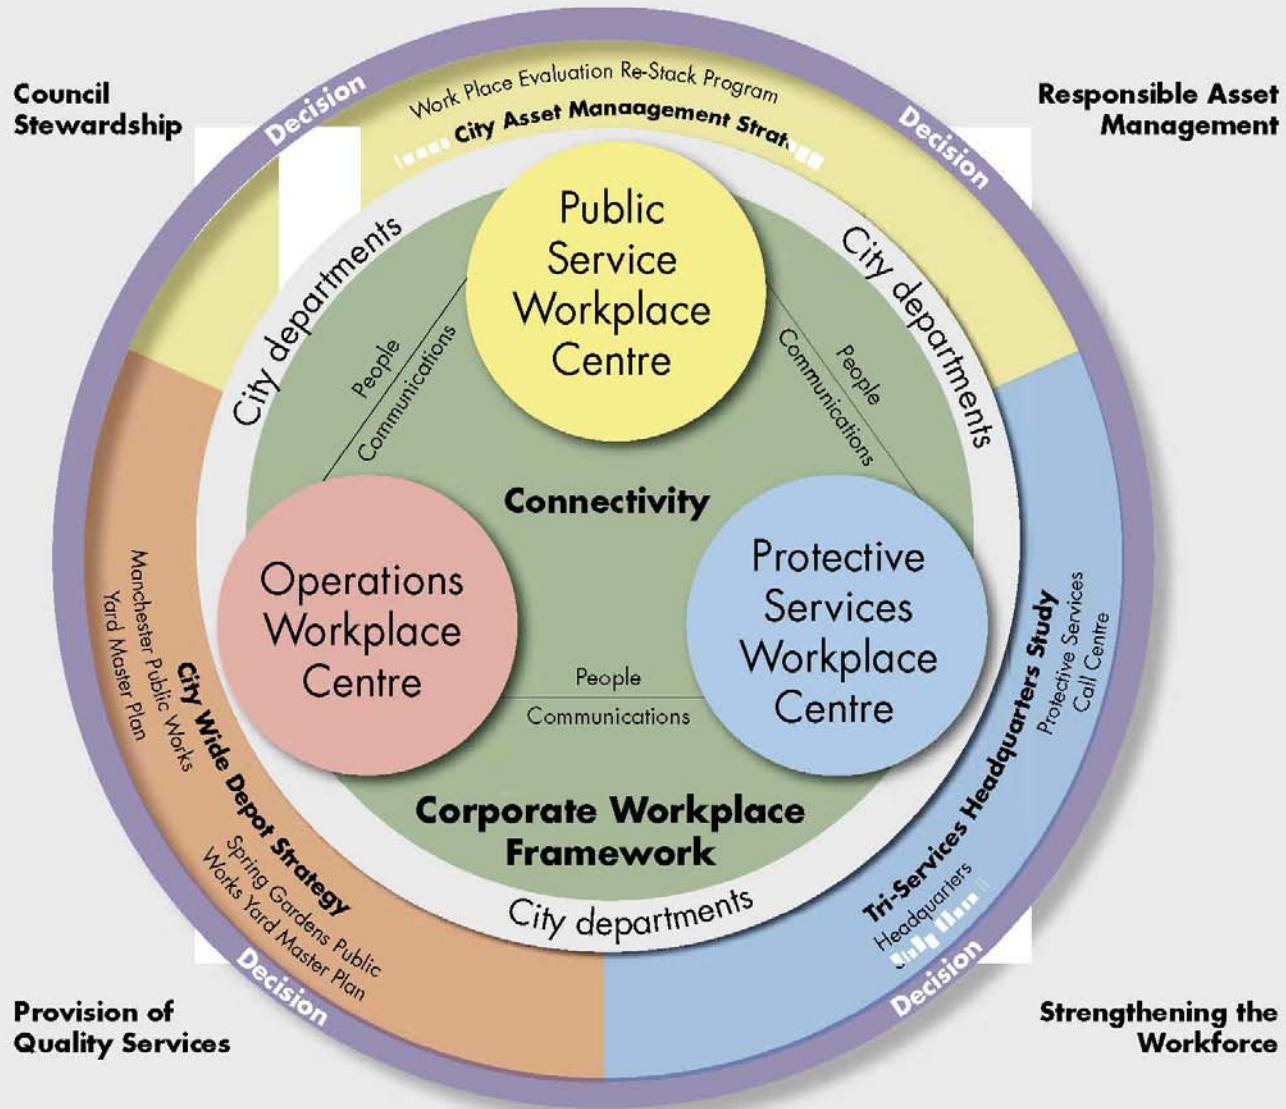 Council
Stewardship
Responsible Asset
Management
Decision
Decision
Work Place Evaluation Re-Stack Program
City Asset Manaagement
City departments
City departments
Public
Service
Workplace
Centre
People
Communications
People
Communications
Connectivity
Operations
Workplace
Centre
Protective
Services
Workplace
Centre
People
Communications
Corporate Workplace
Framework
City departments
Manchester Public Works
Yard Master Plan
City Wide Depot Strategy
Spring Gardens Public
Works Yard Master Plan
Tri-Services Headquarters Study
Protective Services
Call Centre
Headquarters
Decision
Decision
Provision of
Quality Services
Strengthening the
Workforce